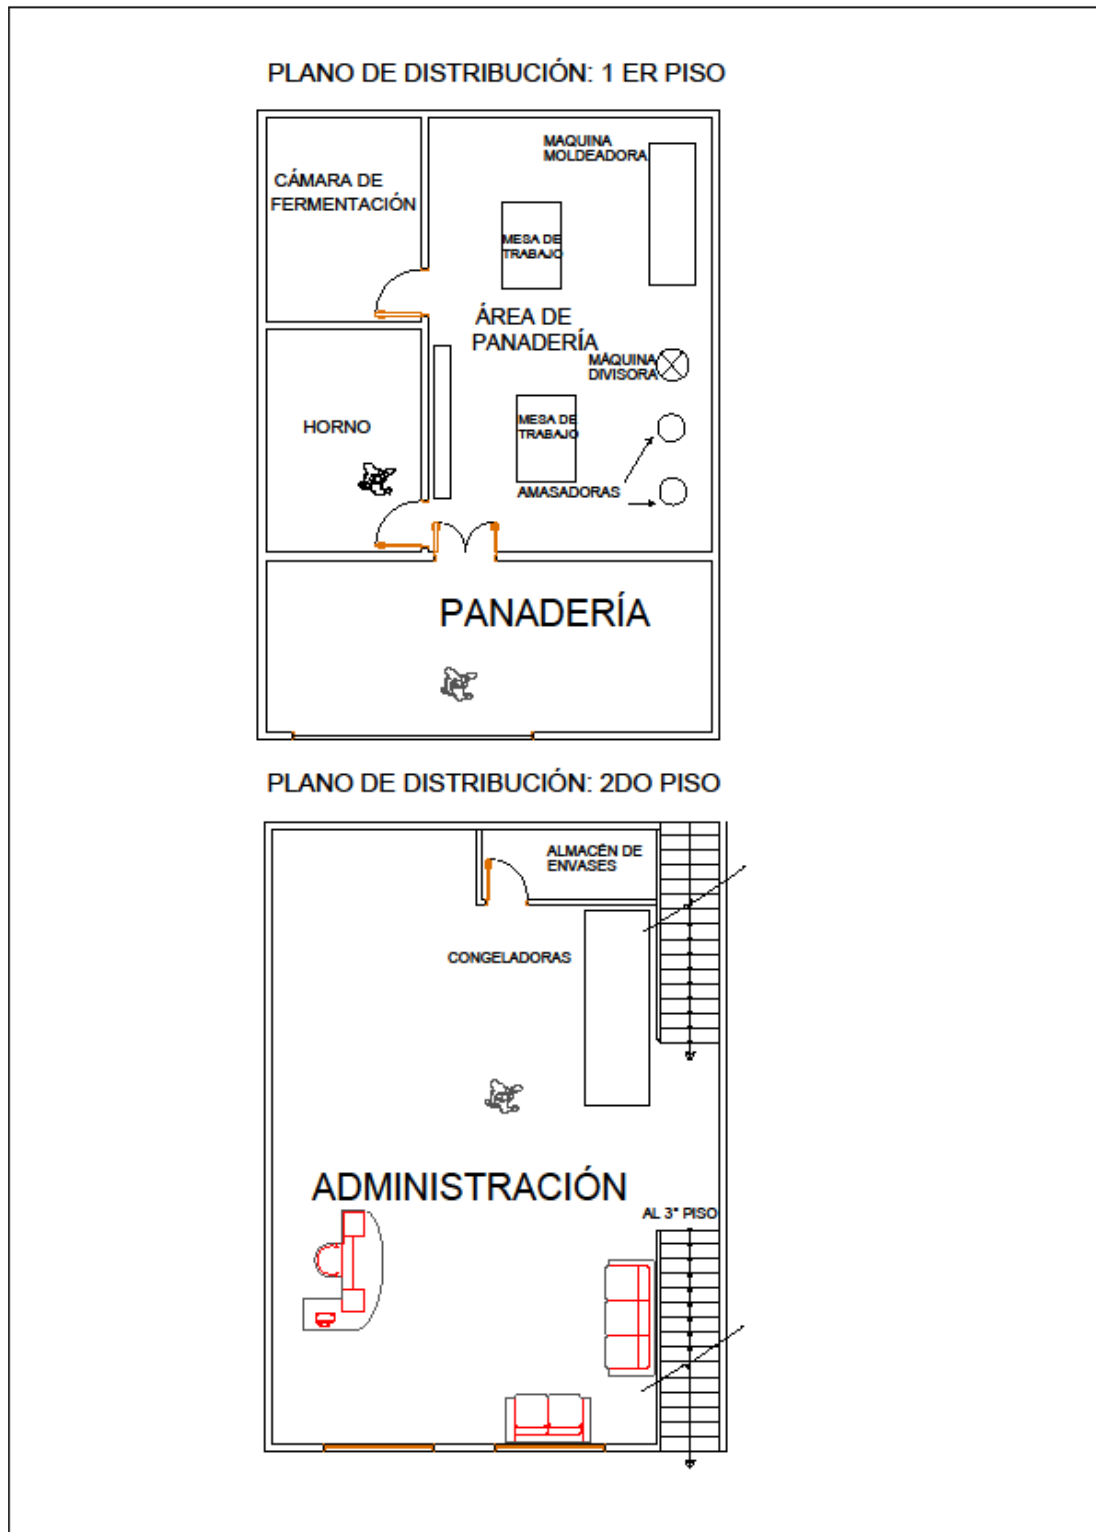 PLANO DE DISTRIBUCIÓN: 1 ER PISO
MAQUINA
MOLDEADORA
CÁMARA DE
FERMENTACIÓN
MESA DE
TRABAJO
ÁREA DE
PANADERÍA
MÁQUINA
DIVISORA
HORNO
MESA DE
TRABAJO
AMASADORAS
PANADERÍA
PLANO DE DISTRIBUCIÓN: 2DO PISO
ALMACÉN DE
ENVASES
CONGELADORAS
ADMINISTRACIÓN
AL 3° PISO